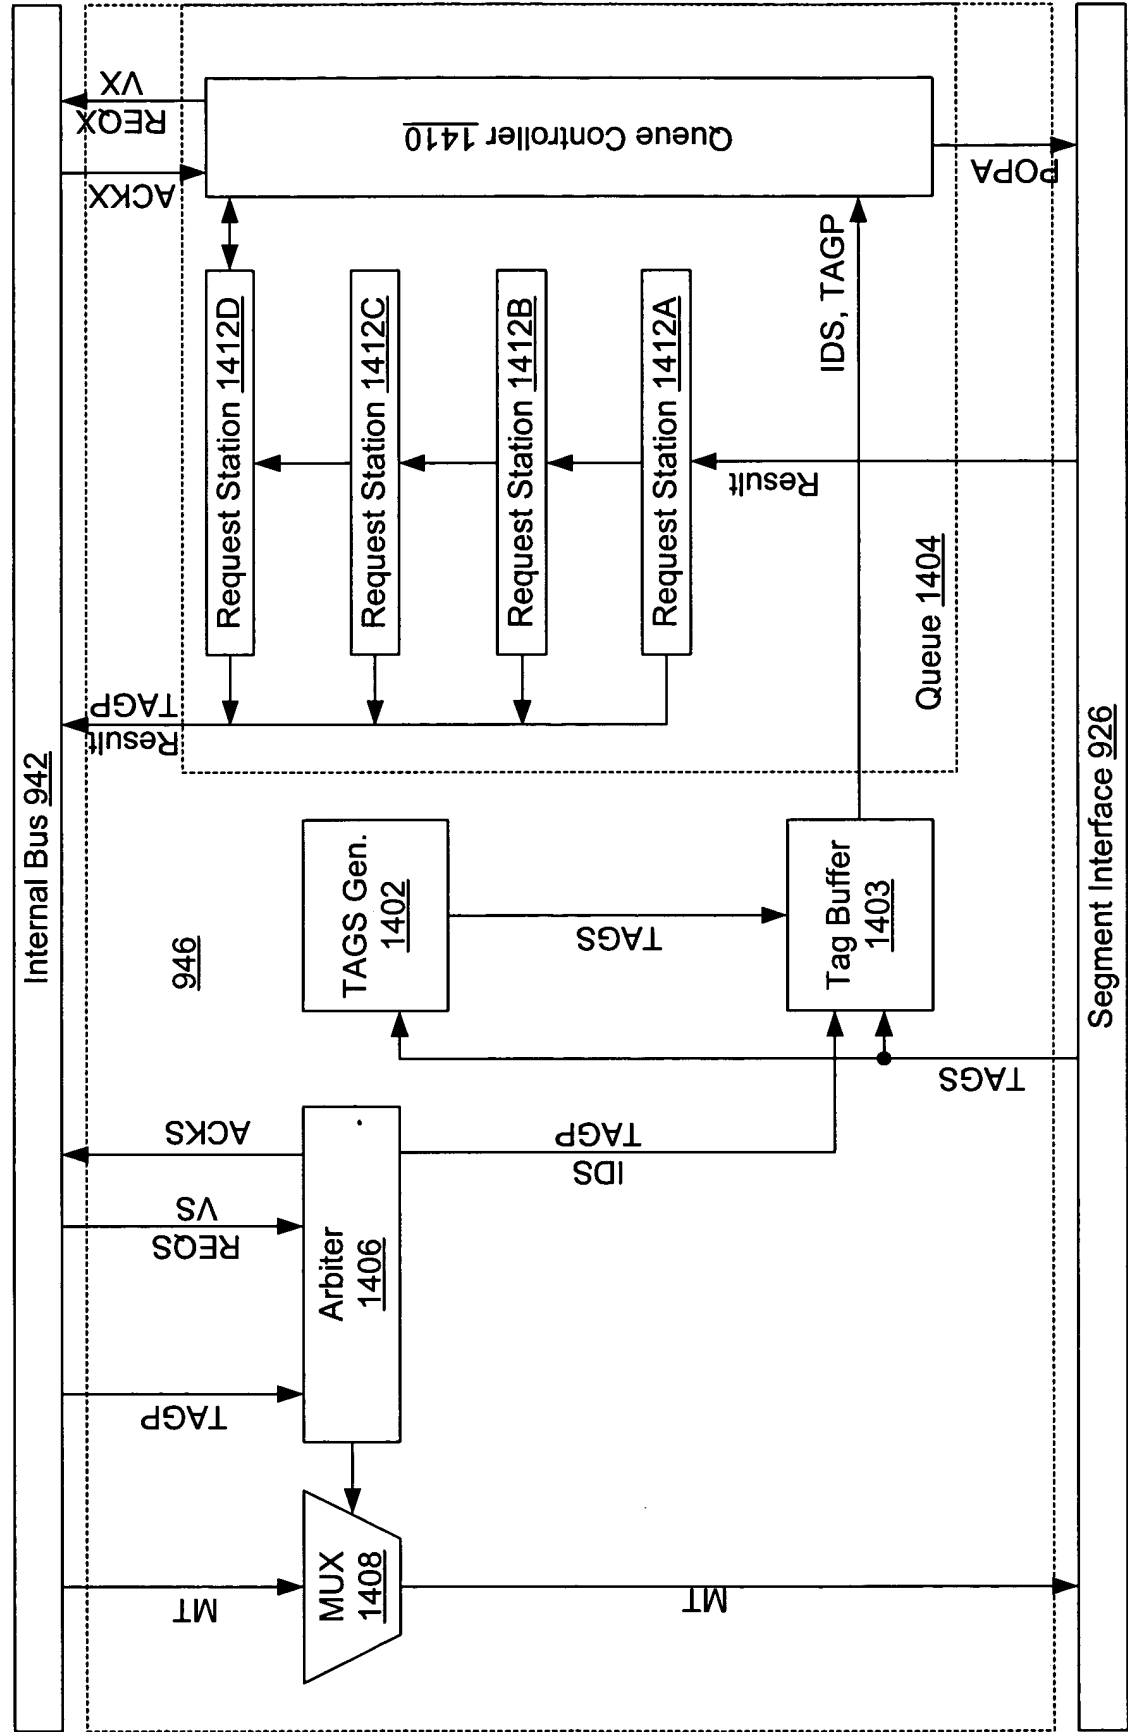 Internal Bus 942
MT
TAGP
REQS
VS
ACKS
946
Result
TAGP
ACKX
REQX
VX
MUX
1408
Arbiter
1406
TAGS Gen.
1402
Request Station 1412D
Request Station 1412C
Request Station 1412B
Request Station 1412A
Queue Controller 1410
IDS
TAGP
TAGS
Result
IDS, TAGP
Tag Buffer
1403
Queue 1404
MT
TAGS
POPA
Segment Interface 926